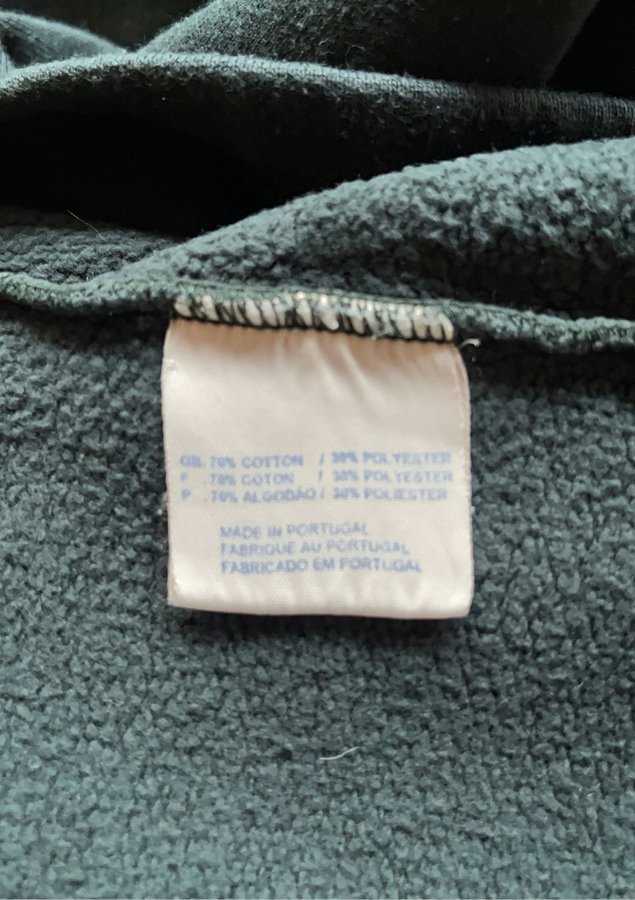 GB. 70% COTTON / 30% POLYESTER
F .70% COTON / 30% POLYESTER
P .70% ALGODÃO / 30% POLIESTER
MADE IN PORTUGAL
FABRIQUE AU PORTUGAL
FABRICADO EM PORTUGAL